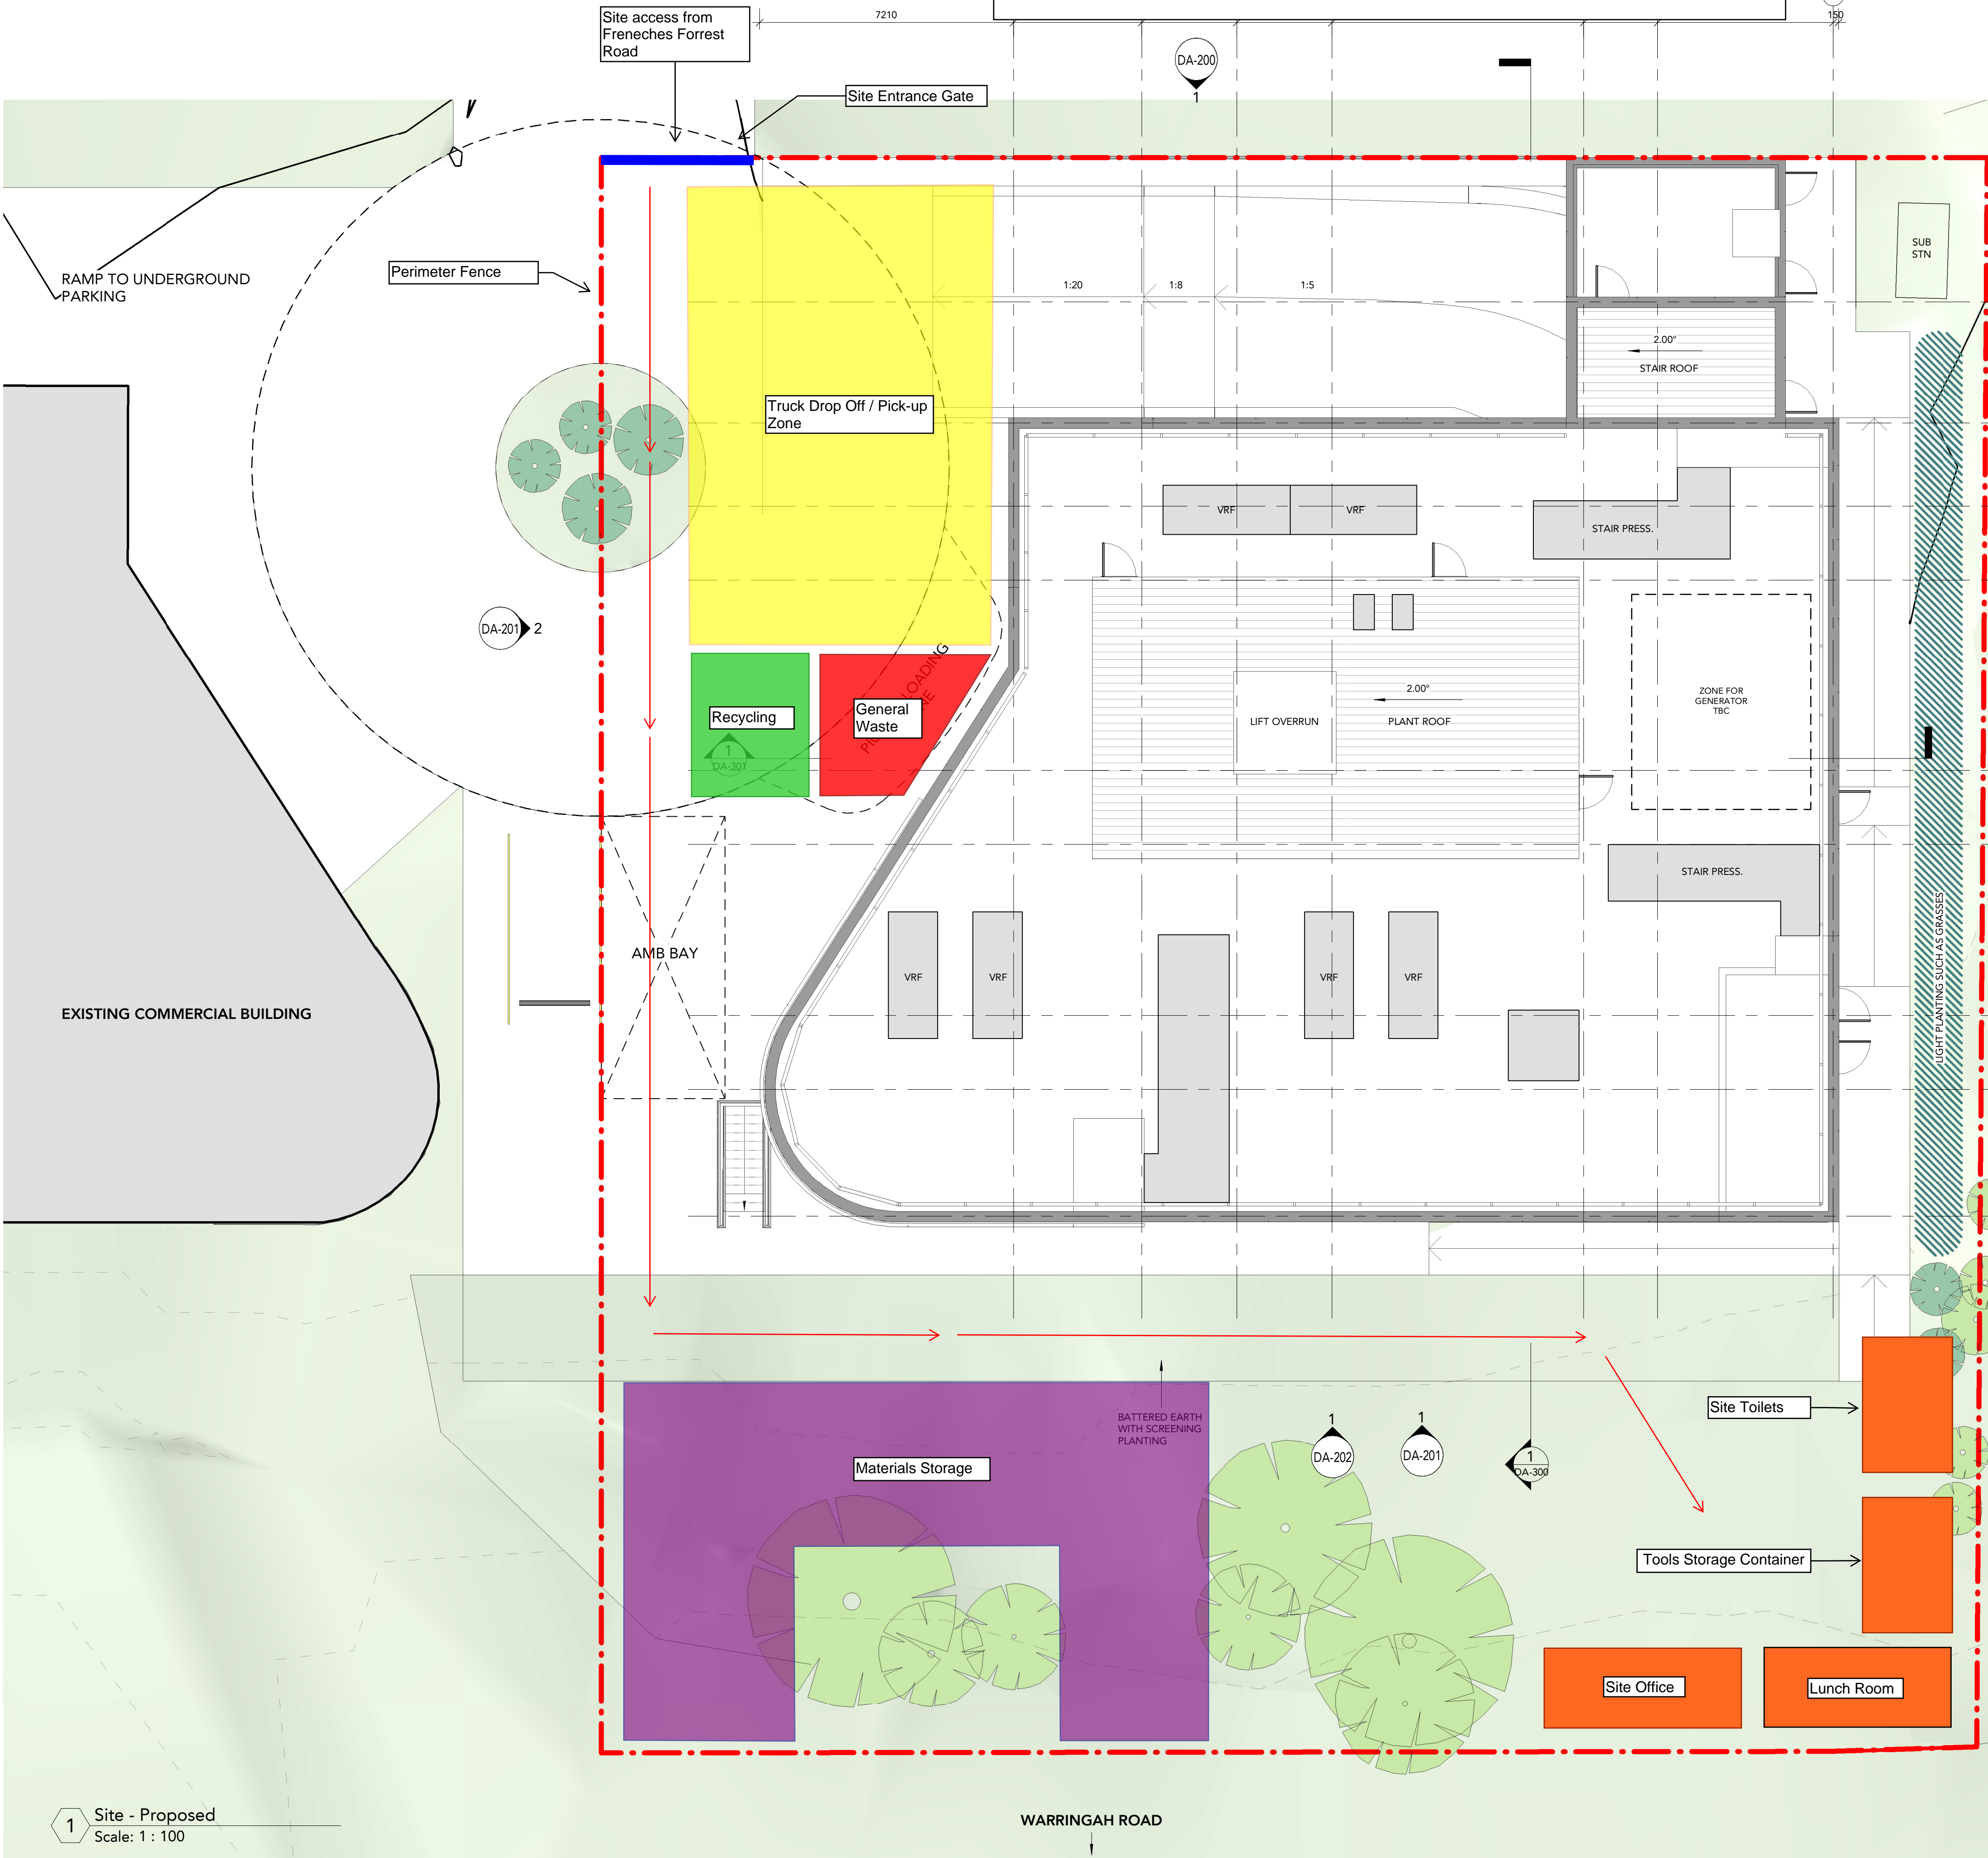 7210
150
Site access from
Freneches Forrest
Road
DA-200
1
Site Entrance Gate
RAMP TO UNDERGROUND
PARKING
Perimeter Fence
SUB
STN
1:20
1:8
1:5
2.00°
STAIR ROOF
Truck Drop Off / Pick-up
Zone
VRF
VRF
STAIR PRESS.
DA-201
2
LOADING
Recycling
General
Waste
1
DA-301
2.00°
LIFT OVERRUN
PLANT ROOF
ZONE FOR
GENERATOR
TBC
STAIR PRESS.
AMB BAY
VRF
VRF
VRF
VRF
LIGHT PLANTING SUCH AS GRASSES
EXISTING COMMERCIAL BUILDING
BATTERED EARTH
WITH SCREENING
PLANTING
1
DA-202
1
DA-201
1
DA-300
Site Toilets
Materials Storage
Tools Storage Container
Site Office
Lunch Room
1
Site - Proposed
Scale: 1 : 100
WARRINGAH ROAD